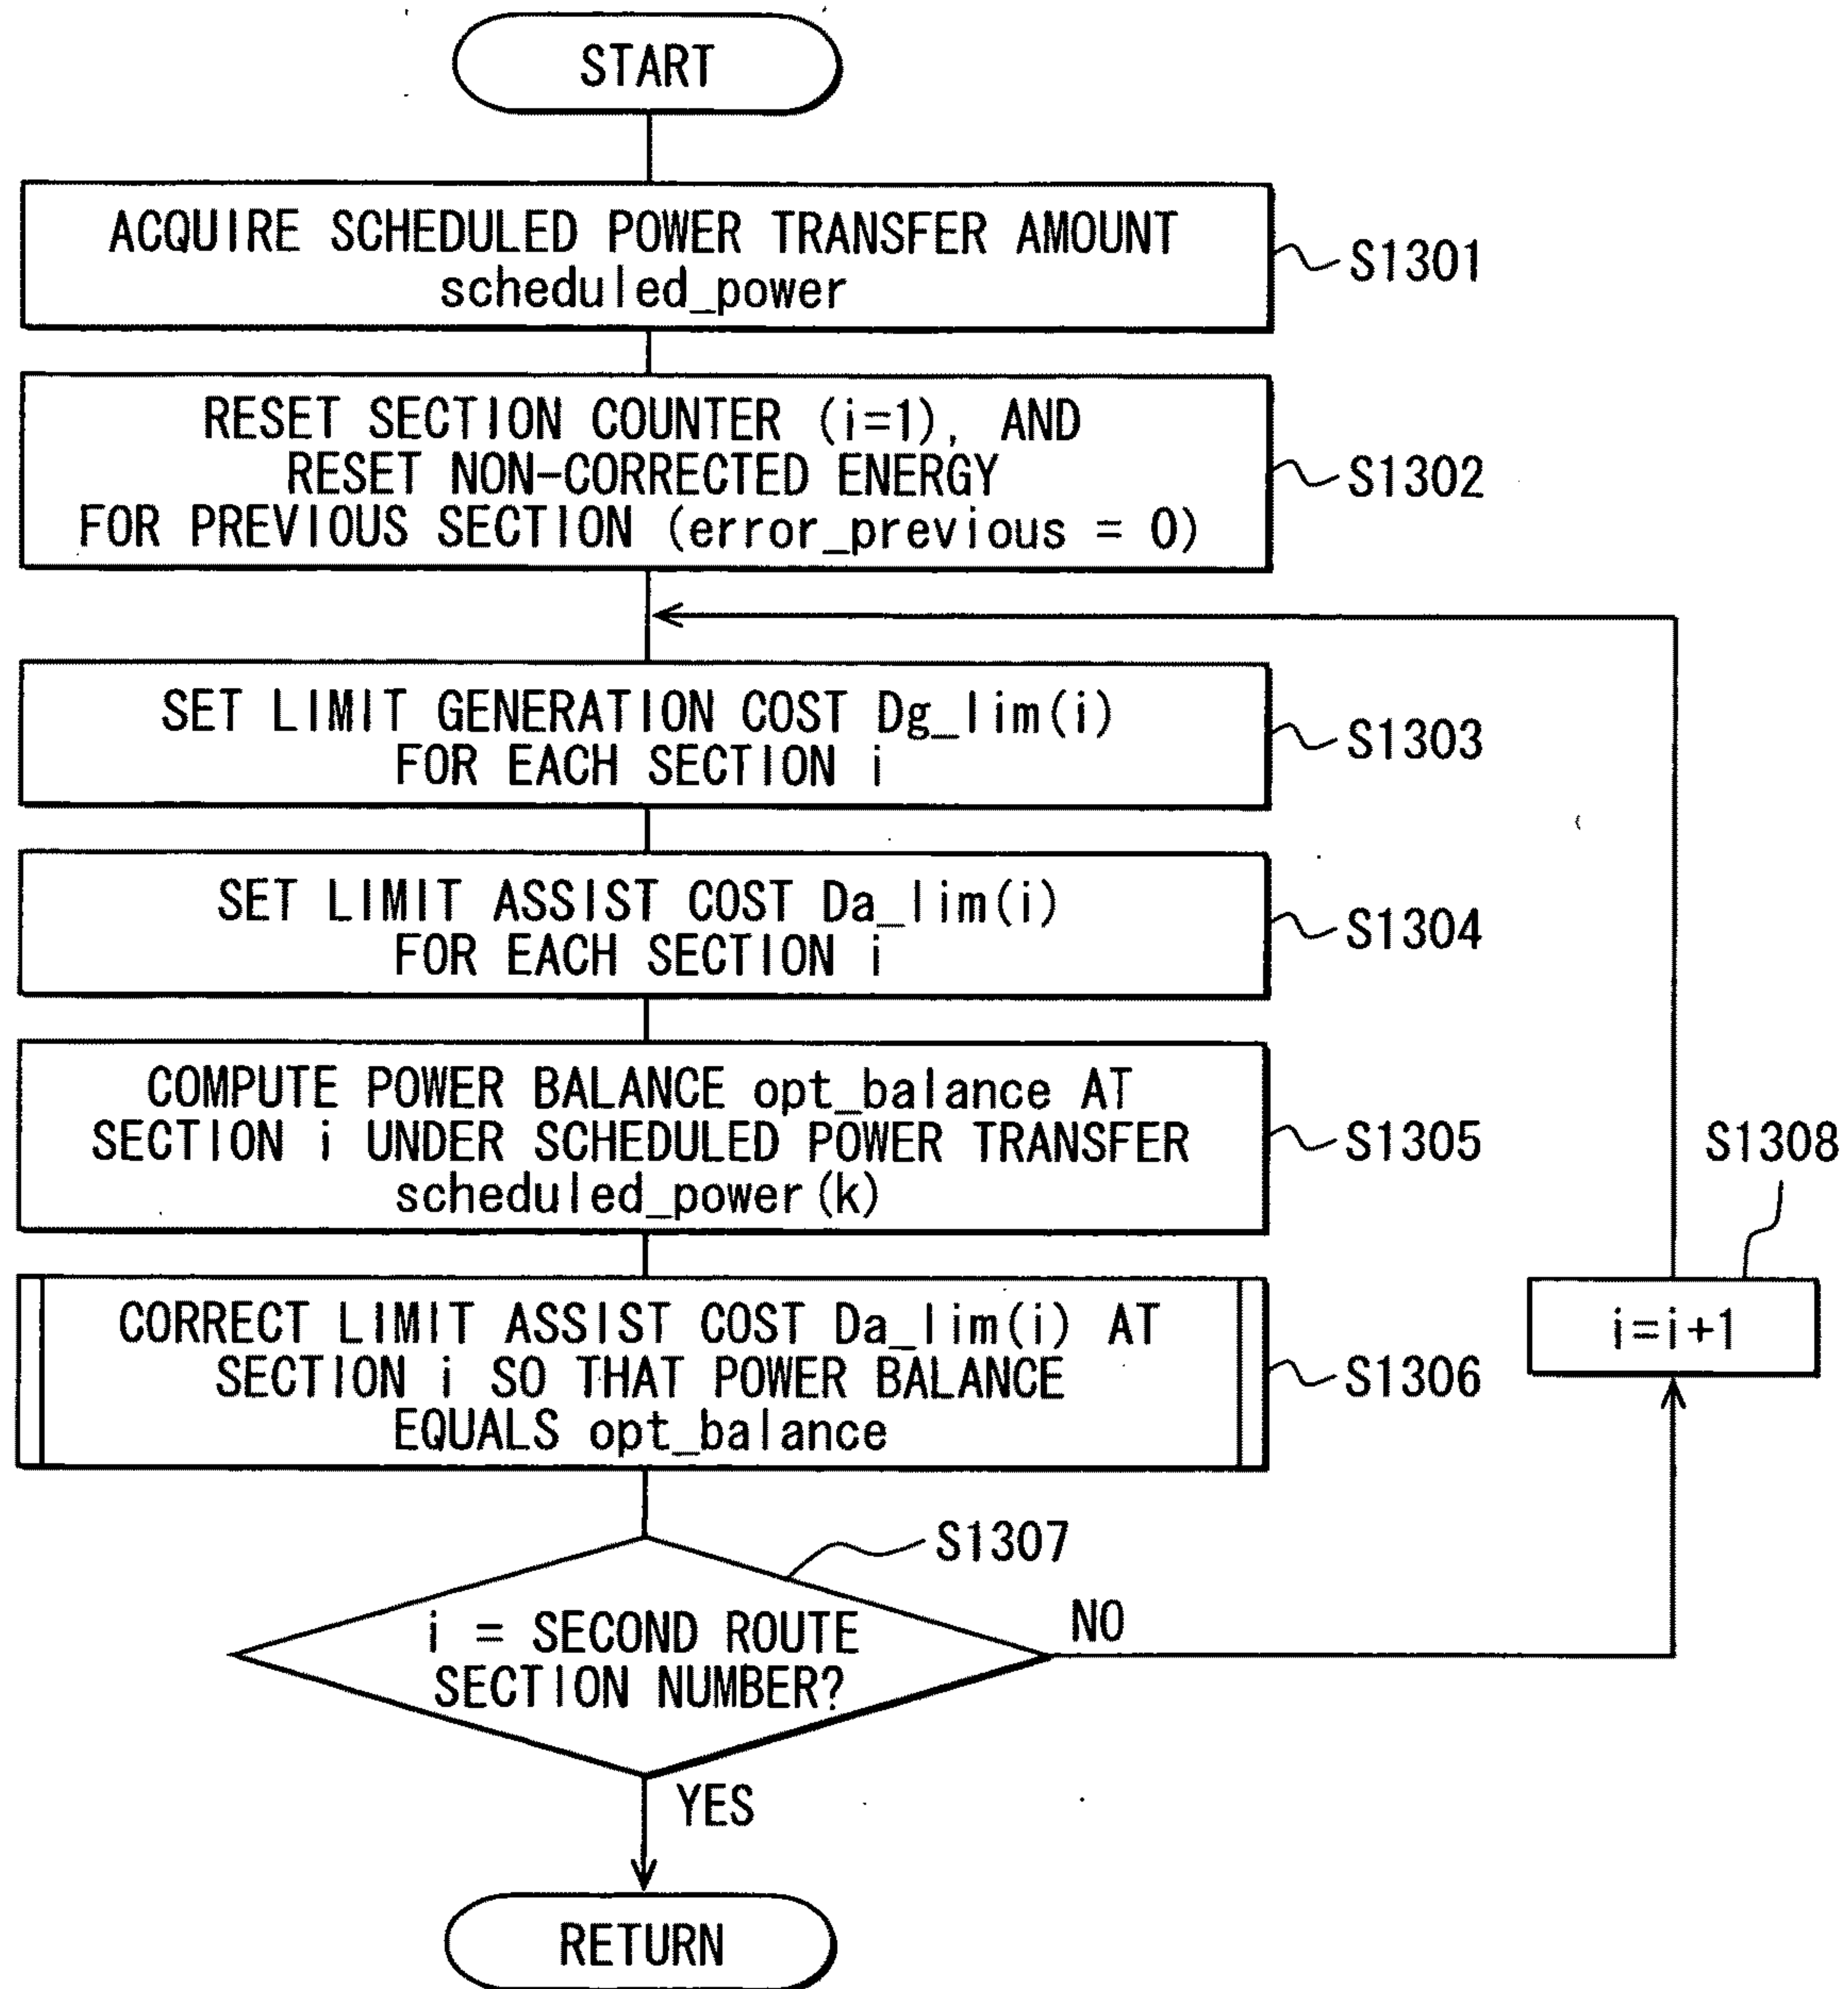 START
ACQUIRE SCHEDULED POWER TRANSFER AMOUNT
scheduled_power
S1301
RESET SECTION COUNTER (i=1), AND
RESET NON-CORRECTED ENERGY
FOR PREVIOUS SECTION (error_previous = 0)
S1302
SET LIMIT GENERATION COST Dg_lim(i)
FOR EACH SECTION i
S1303
SET LIMIT ASSIST COST Da_lim(i)
FOR EACH SECTION i
S1304
COMPUTE POWER BALANCE opt_balance AT
SECTION i UNDER SCHEDULED POWER TRANSFER
scheduled_power(k)
S1305
S1308
CORRECT LIMIT ASSIST COST Da_lim(i) AT
SECTION i SO THAT POWER BALANCE
EQUALS opt_balance
S1306
i=i+1
S1307
i = SECOND ROUTE
SECTION NUMBER?
NO
YES
RETURN